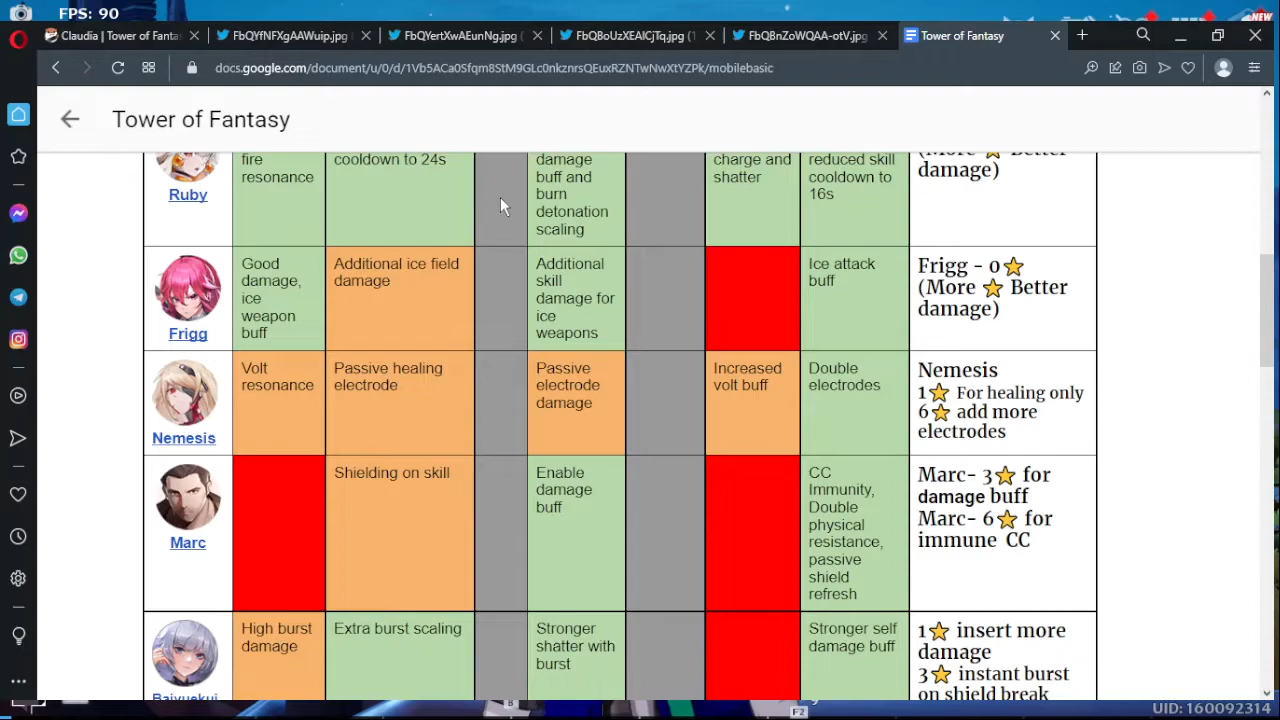 FPS: 90
NEW
Claudia | Tower of Fanta:
FbQYfNFXgAAWuip.jpg
FbQYertXwAEunNg.jpg (
FbQBoUzXEAlCjTq.jpg (1
FbQBnZoWQAA-otV.jpg
Tower of Fantasy
docs.google.com/document/u/0/d/1Vb5ACa0Sfqm8StM9GLc0nkznrsQEuxRZNTwNwXtYZPk/mobilebasic
Tower of Fantasy
Ruby
fire
resonance
cooldown to 24s
damage
buff and
burn
detonation
scaling
charge and
shatter
reduced skill
cooldown to
16s
(More ⭐ Better
damage)
Frigg
Good
damage,
ice
weapon
buff
Additional ice field
damage
Additional
skill
damage for
ice
weapons
Ice attack
buff
Frigg - 0⭐
(More ⭐ Better
damage)
Nemesis
Volt
resonance
Passive healing
electrode
Passive
electrode
damage
Increased
volt buff
Double
electrodes
Nemesis
1⭐ For healing only
6⭐ add more
electrodes
Marc
Shielding on skill
Enable
damage
buff
CC
Immunity,
Double
physical
resistance,
passive
shield
refresh
Marc- 3⭐ for
damage buff
Marc- 6⭐ for
immune CC
Baiyuekui
High burst
damage
Extra burst scaling
Stronger
shatter with
burst
Stronger self
damage buff
1⭐ insert more
damage
3⭐ instant burst
on shield break
B
F2
UID: 160092314